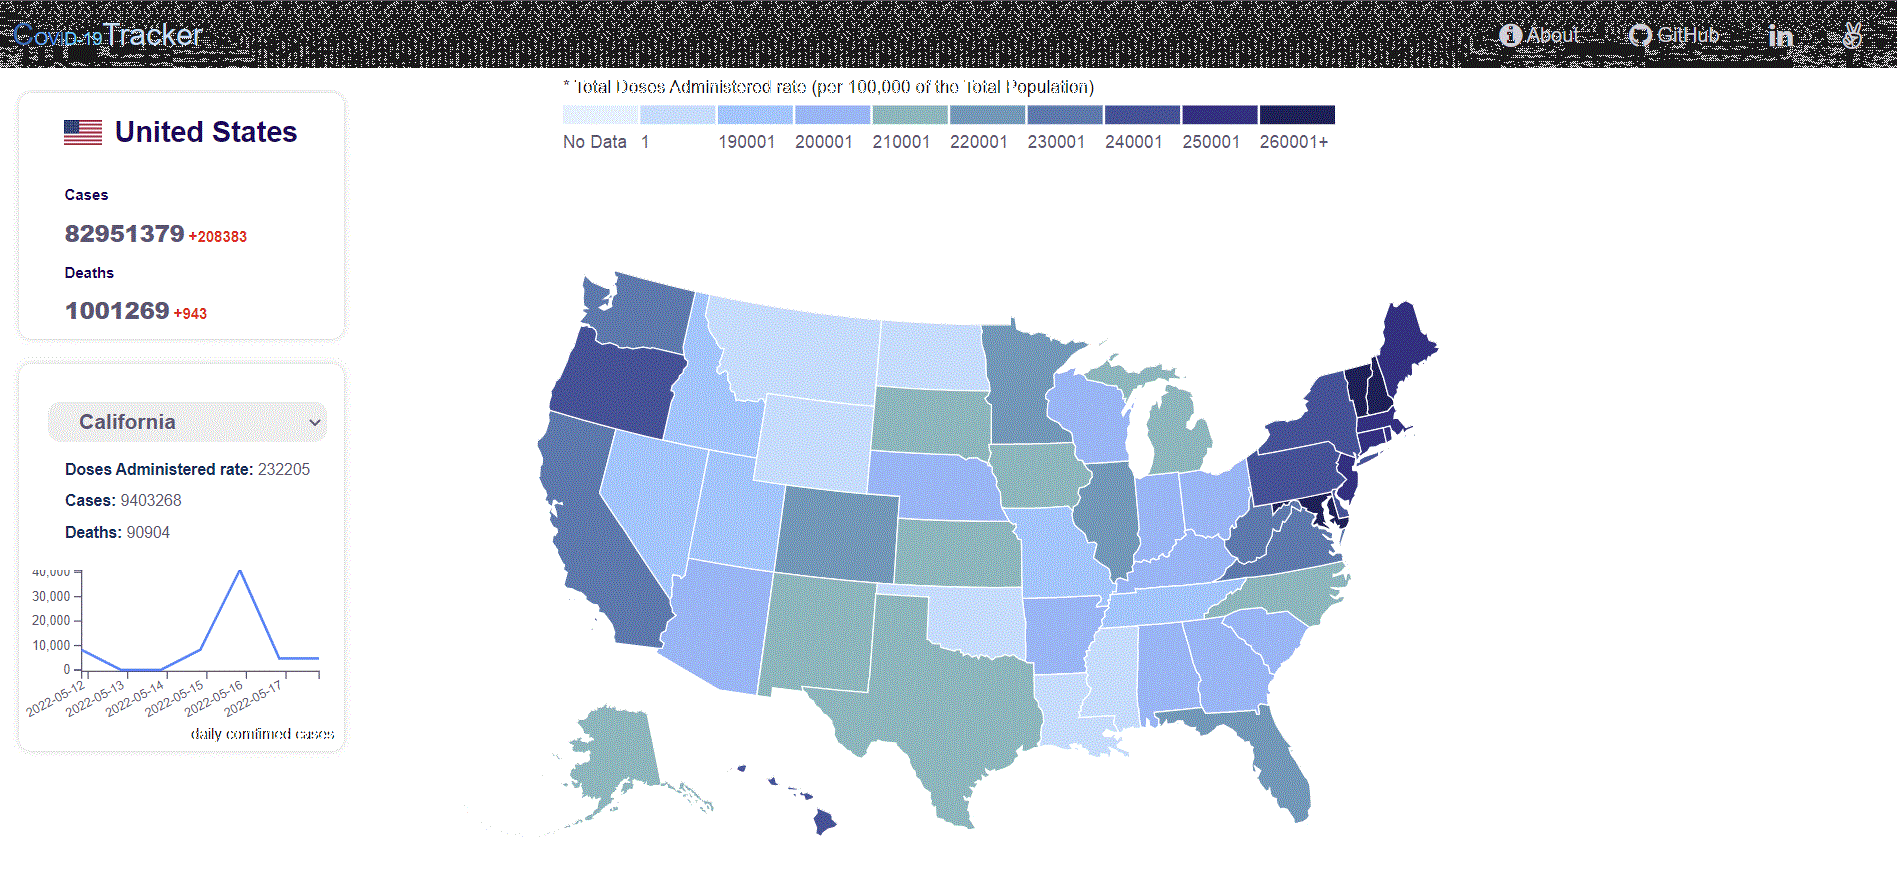 Covid-19Tracker
About GitHub
* Total Doses Administered rate (per 100,000 of the Total Population)
No Data 1 190001 200001 210001 220001 230001 240001 250001 260001+
United States
Cases
82951379 +208383
Deaths
1001269 +943
California
Doses Administered rate: 232205
Cases: 9403268
Deaths: 90904
40,000
30,000
20,000
10,000
0
2022-05-12 2022-05-13 2022-05-14 2022-05-15 2022-05-16 2022-05-17
daily comfimed cases